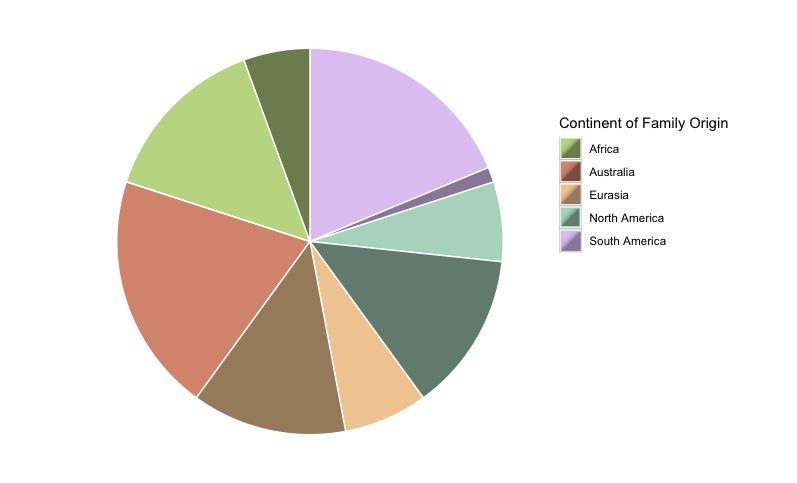 Continent of Family Origin
Africa
Australia
Eurasia
North America
South America